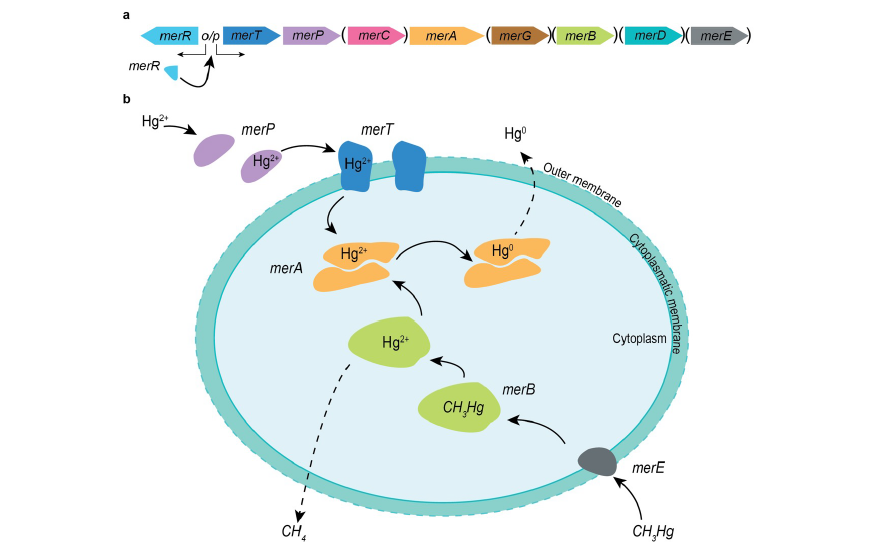 a
merR o/p merT merP (merC) merA (merG)(merB)(merD)(merE)
merR
b
Hg2+
merP
merT
Hg0
Hg2+
Hg2+
Outer membrane
Cytoplasmatic membrane
merA
Hg2+
Hg0
Hg2+
Cytoplasm
merB
CH3Hg
merE
CH4
CH3Hg